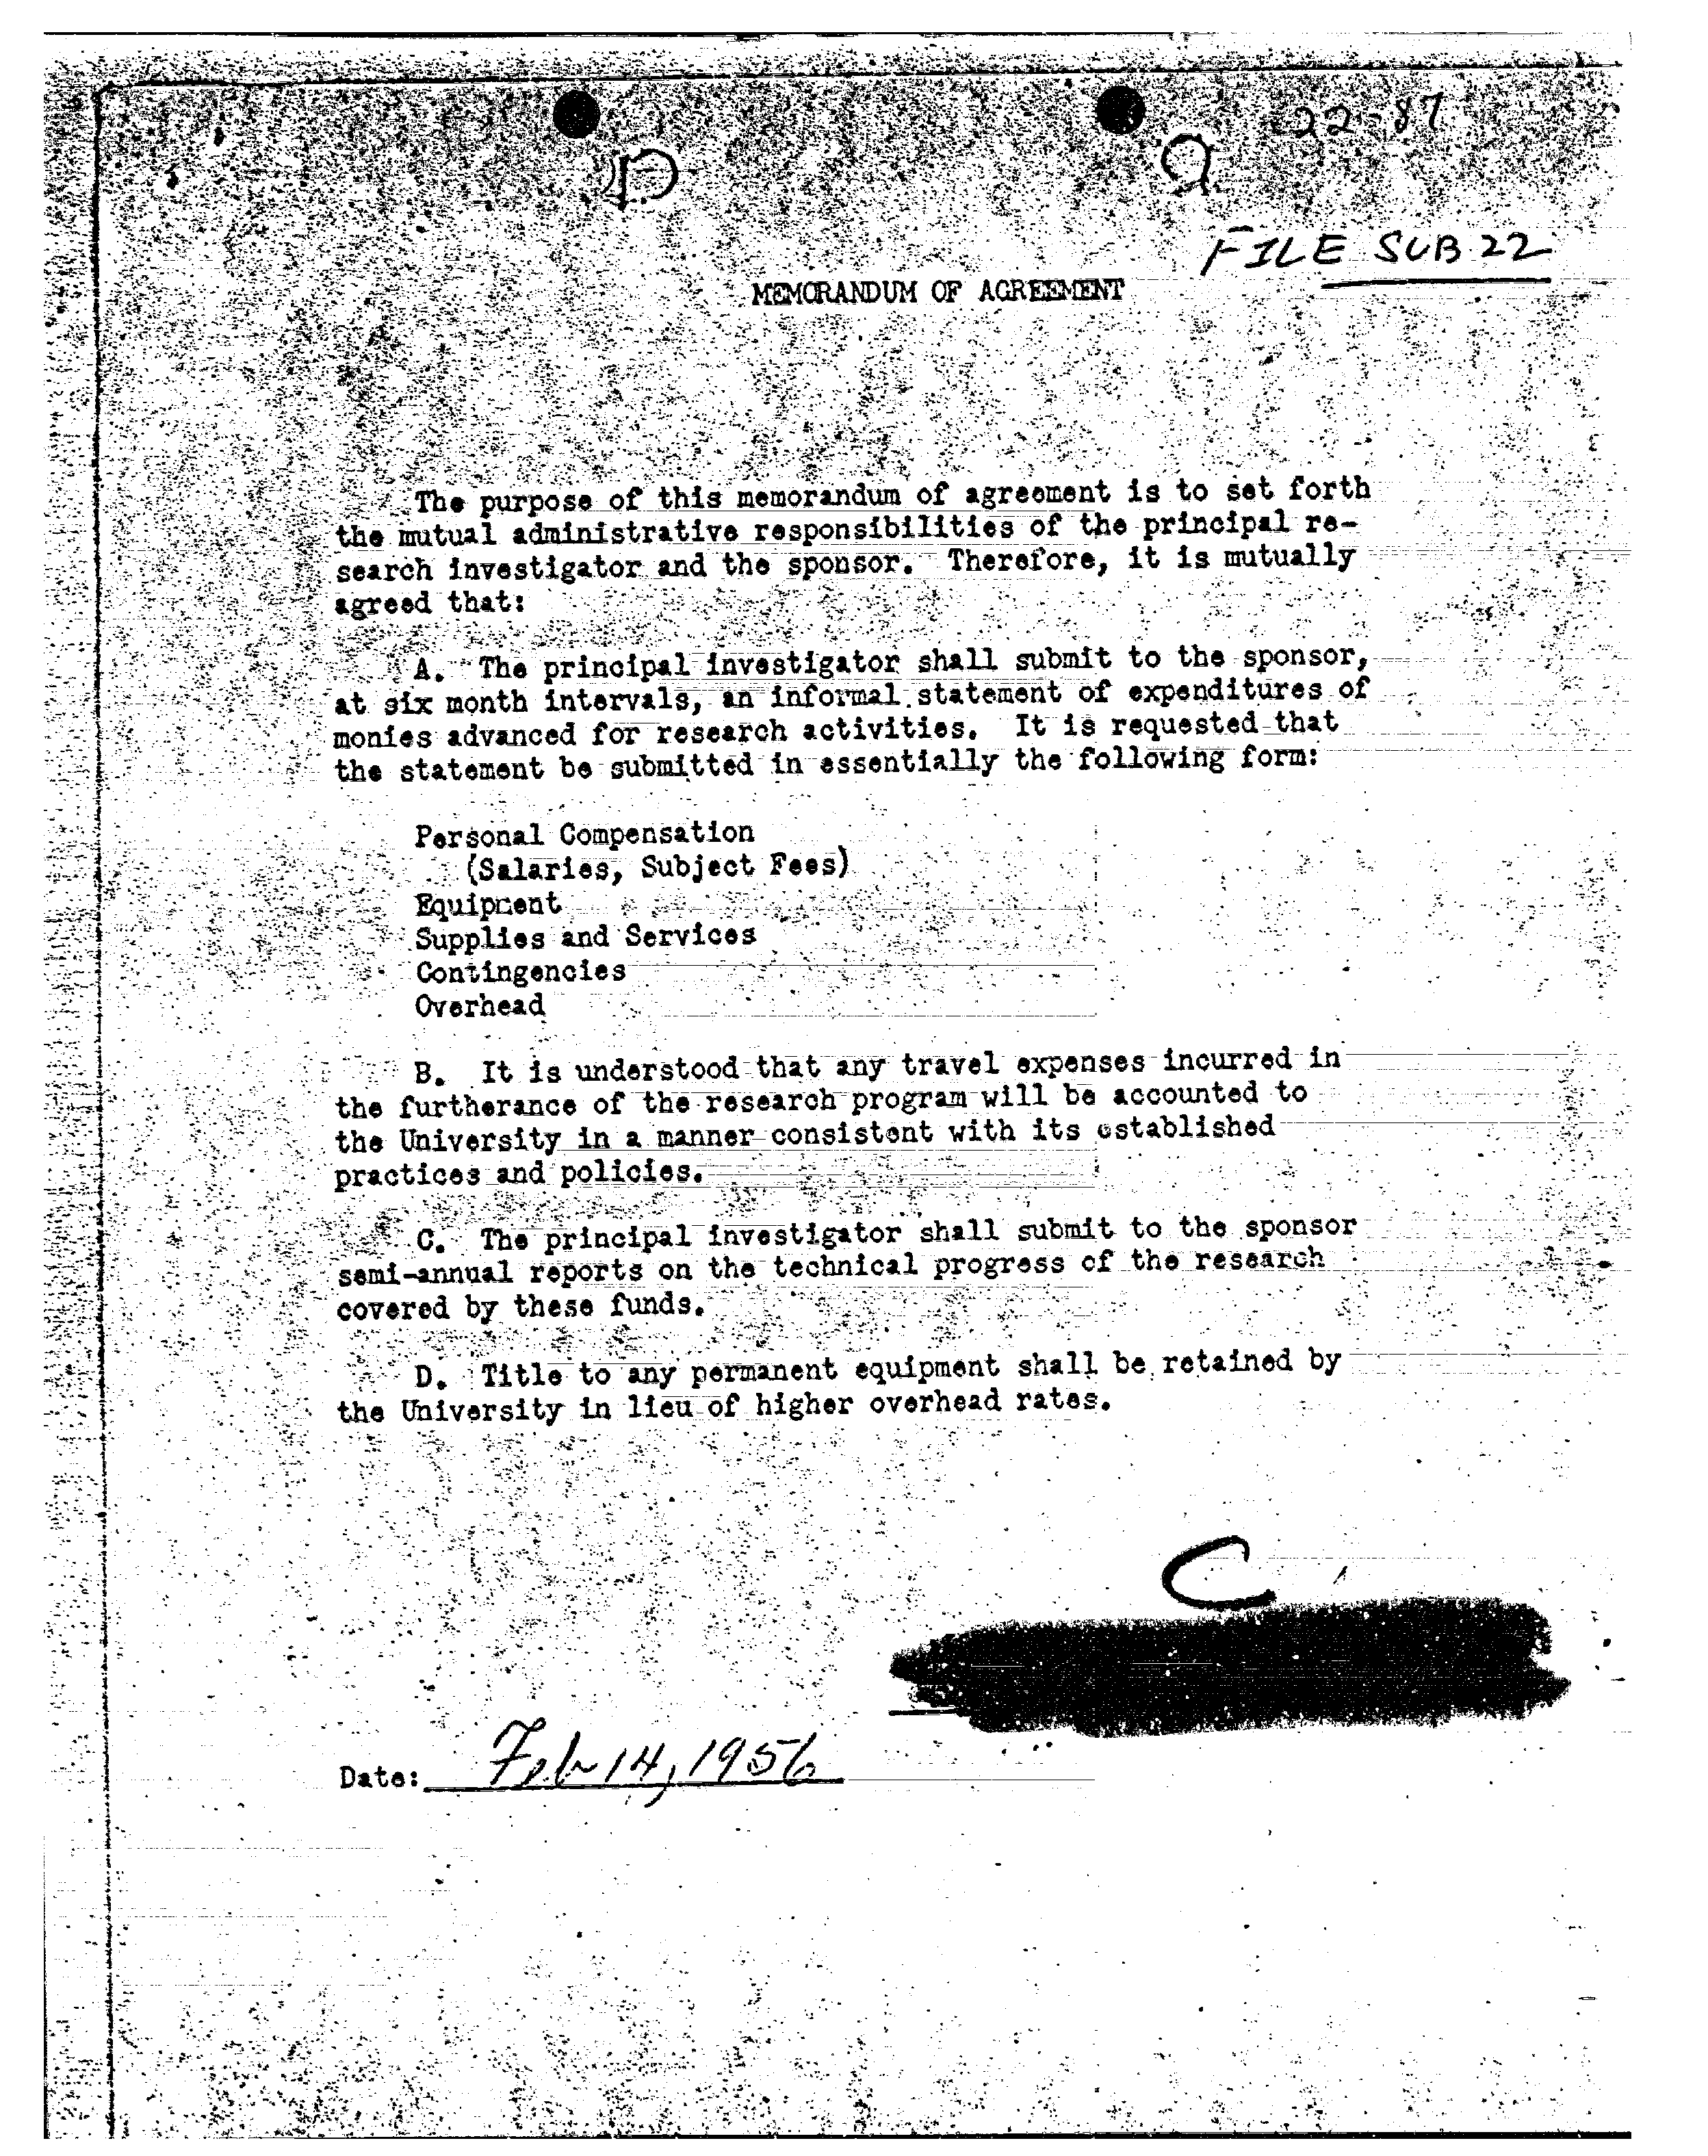 22-87
FILE SUB 22
MEMORANDUM OF AGREEMENT
The purpose of this memorandum of agreement is to set forth
the mutual administrative responsibilities of the principal re-
search investigator and the sponsor. Therefore, it is mutually
agreed that:
A. The principal investigator shall submit to the sponsor,
at six month intervals, an informal statement of expenditures of
monies advanced for research activities. It is requested that
the statement be submitted in essentially the following form:
Personal Compensation
(Salaries, Subject Fees)
Equipment
Supplies and Services
Contingencies
Overhead
B. It is understood that any travel expenses incurred in
the furtherance of the research program will be accounted to
the University in a manner consistent with its established
practices and policies.
C. The principal investigator shall submit to the sponsor
semi-annual reports on the technical progress of the research
covered by these funds.
D. Title to any permanent equipment shall be retained by
the University in lieu of higher overhead rates.
C
Date: Feb 14, 1956